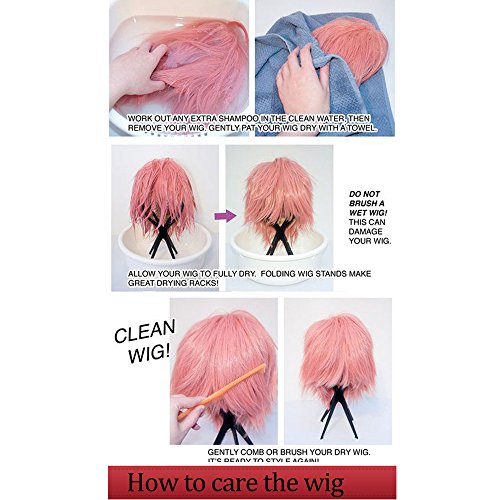 WORK OUT ANY EXTRA SHAMPOO IN THE CLEAN WATER, THEN
REMOVE YOUR WIG. GENTLY PAT YOUR WIG DRY WITH A TOWEL.
DO NOT
BRUSH A
WET WIG!
THIS CAN
DAMAGE
YOUR WIG.
ALLOW YOUR WIG TO FULLY DRY. FOLDING WIG STANDS MAKE
GREAT DRYING RACKS!
CLEAN
WIG!
GENTLY COMB OR BRUSH YOUR DRY WIG.
IT'S READY TO STYLE AGAIN!
How to care the wig